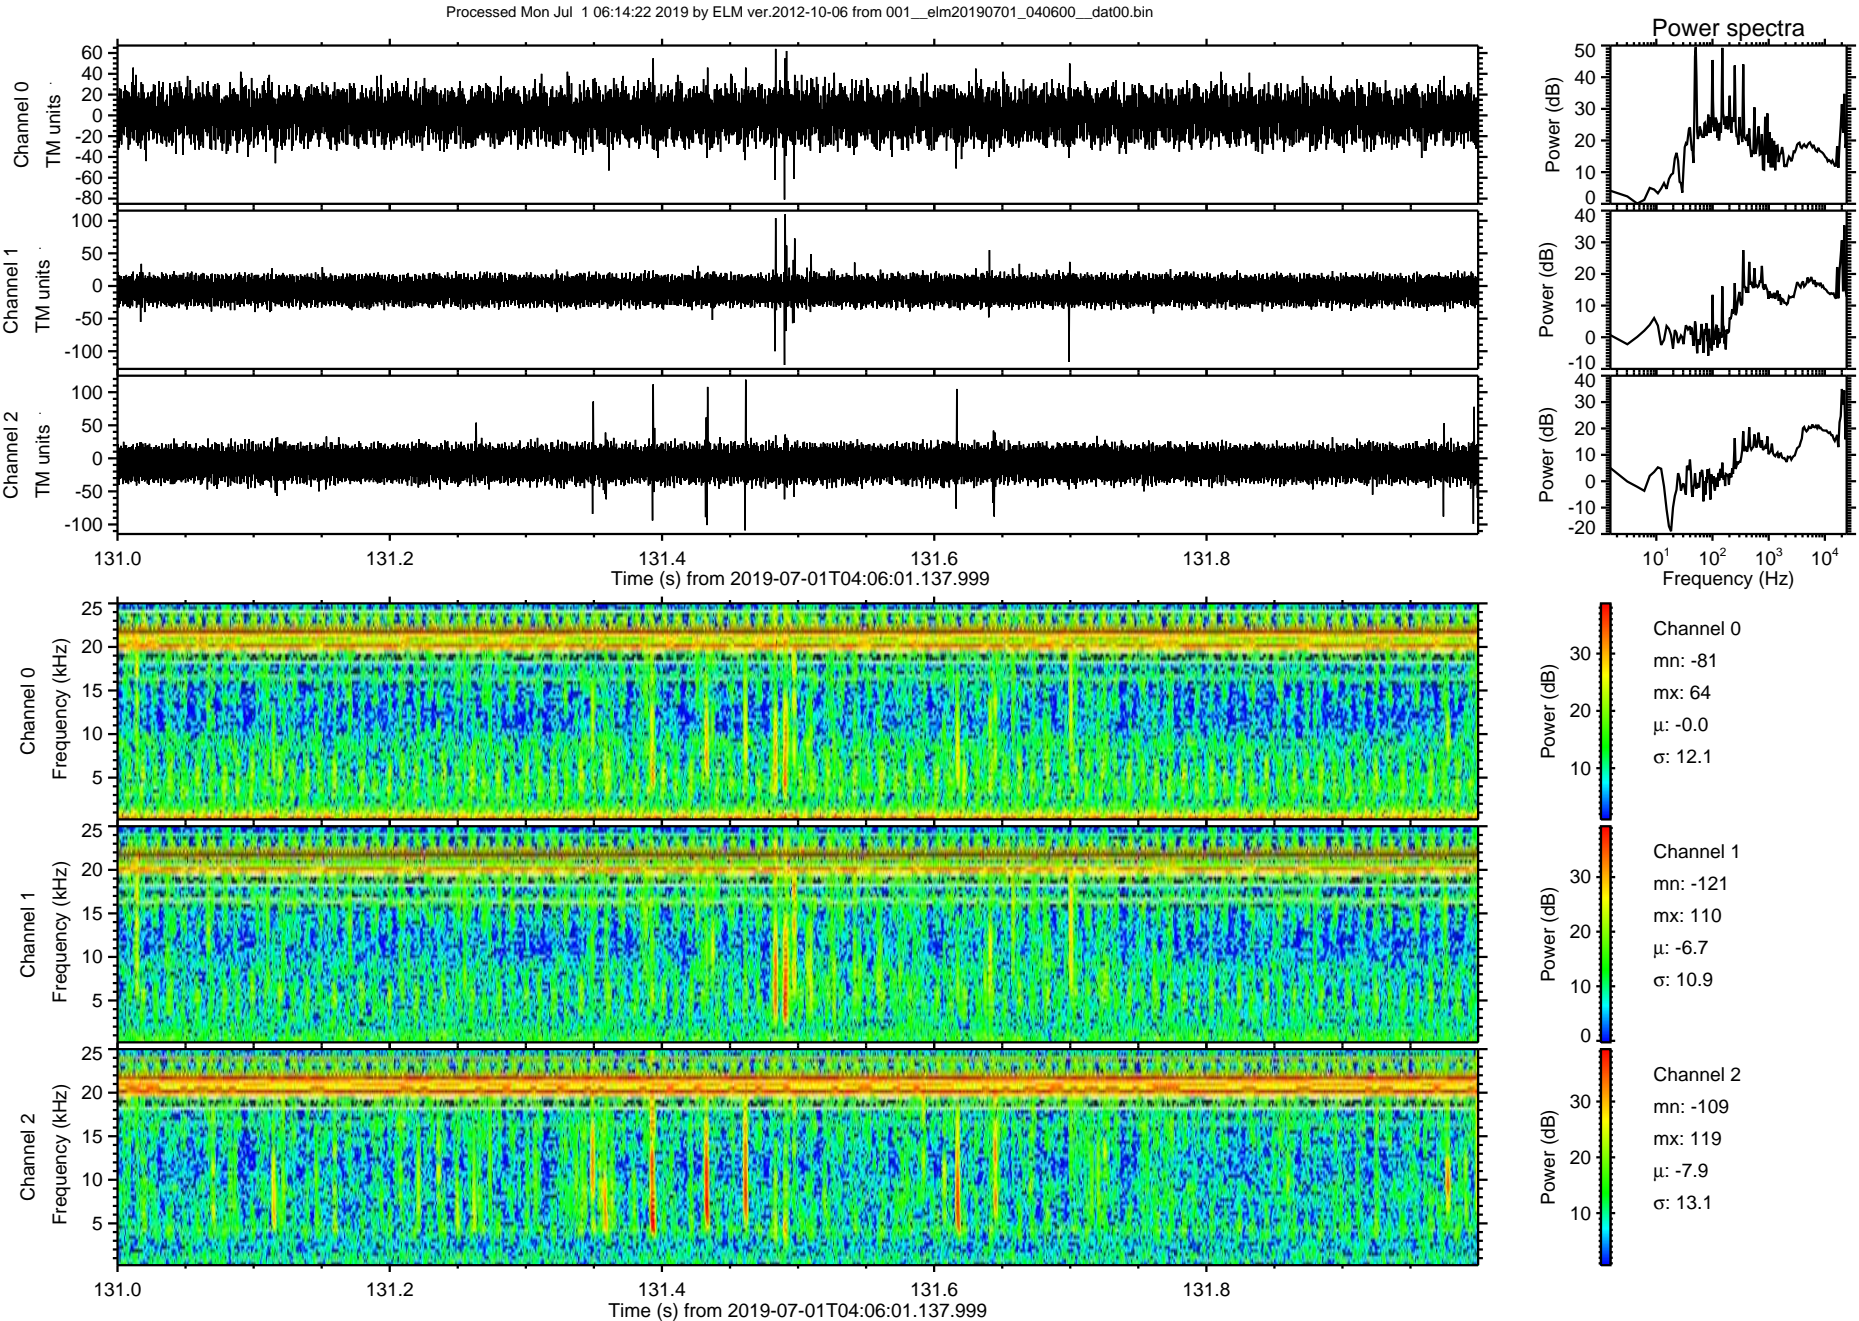 Processed Mon Jul  1 06:14:22 2019 by ELM ver.2012-10-06 from 001__elm20190701_040600__dat00.bin
Power spectra
Channel 0
TM units
60
40
20
0
-20
-40
-60
-80
Power (dB)
50
40
30
20
10
0
Channel 1
TM units
100
50
0
-50
-100
Power (dB)
40
30
20
10
0
-10
Channel 2
TM units
100
50
0
-50
-100
Power (dB)
40
30
20
10
0
-10
-20
131.0 131.2 131.4 131.6 131.8
Time (s) from 2019-07-01T04:06:01.137.999
10¹ 10² 10³ 10⁴
Frequency (Hz)
Channel 0
Frequency (kHz)
25
20
15
10
5
Power (dB)
30
20
10
Channel 0
mn: -81
mx: 64
µ: -0.0
σ: 12.1
Channel 1
Frequency (kHz)
25
20
15
10
5
Power (dB)
30
20
10
0
Channel 1
mn: -121
mx: 110
µ: -6.7
σ: 10.9
Channel 2
Frequency (kHz)
25
20
15
10
5
Power (dB)
30
20
10
Channel 2
mn: -109
mx: 119
µ: -7.9
σ: 13.1
131.0 131.2 131.4 131.6 131.8
Time (s) from 2019-07-01T04:06:01.137.999